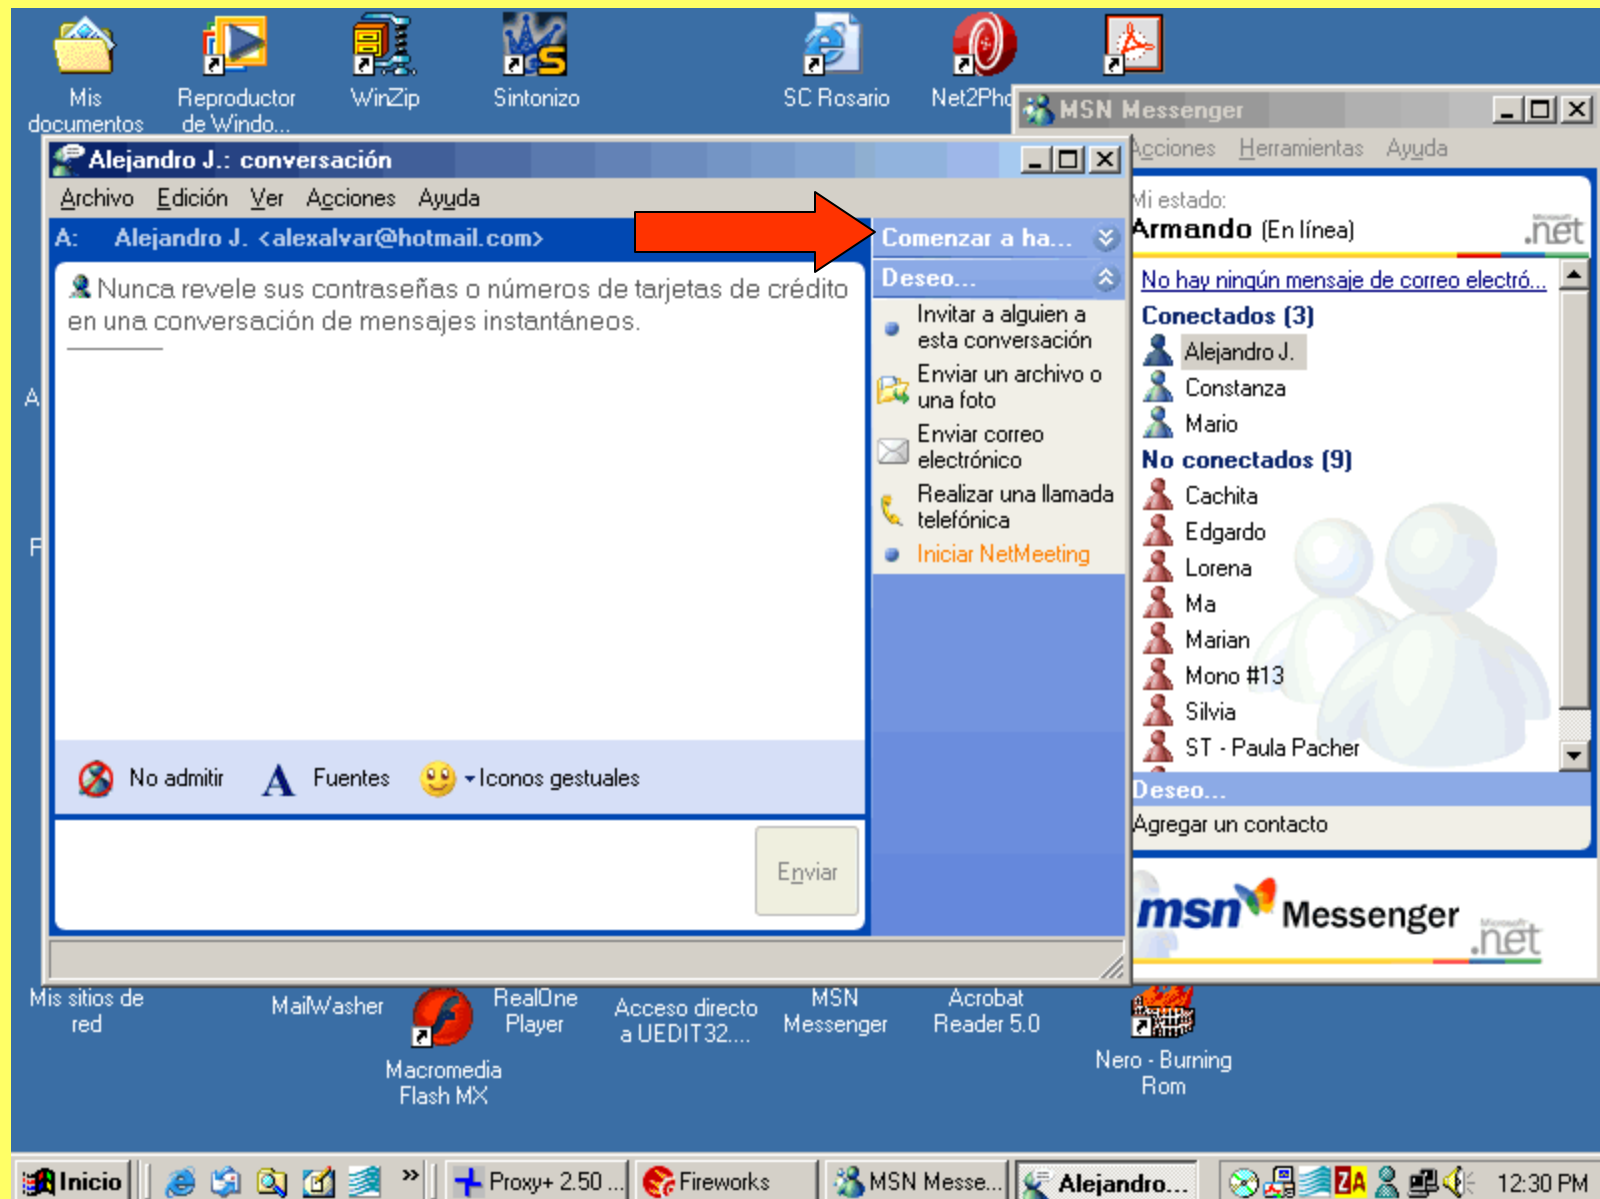 Mis
documentos
Reproductor
de Windo...
WinZip
Sintonizo
SC Rosario
Net2Pho
MSN Messenger
Acciones Herramientas Ayuda
Mi estado:
Armando (En línea)
Microsoft
.net
No hay ningún mensaje de correo electró...
Conectados (3)
Alejandro J.
Constanza
Mario
No conectados (9)
Cachita
Edgardo
Lorena
Ma
Marian
Mono #13
Silvia
ST - Paula Pacher
Deseo...
Agregar un contacto
msn Messenger
Microsoft
.net
Alejandro J.: conversación
Archivo Edición Ver Acciones Ayuda
A: Alejandro J. <alexalvar@hotmail.com>
Nunca revele sus contraseñas o números de tarjetas de crédito
en una conversación de mensajes instantáneos.
Comenzar a ha...
Deseo...
Invitar a alguien a
esta conversación
Enviar un archivo o
una foto
Enviar correo
electrónico
Realizar una llamada
telefónica
Iniciar NetMeeting
No admitir
A Fuentes
Iconos gestuales
Enviar
A
F
Mis sitios de
red
MailWasher
Macromedia
Flash MX
RealOne
Player
Acceso directo
a UEDIT32....
MSN
Messenger
Acrobat
Reader 5.0
Nero - Burning
Rom
Inicio
»
Proxy+ 2.50 ...
Fireworks
MSN Messe...
Alejandro...
ZA
12:30 PM